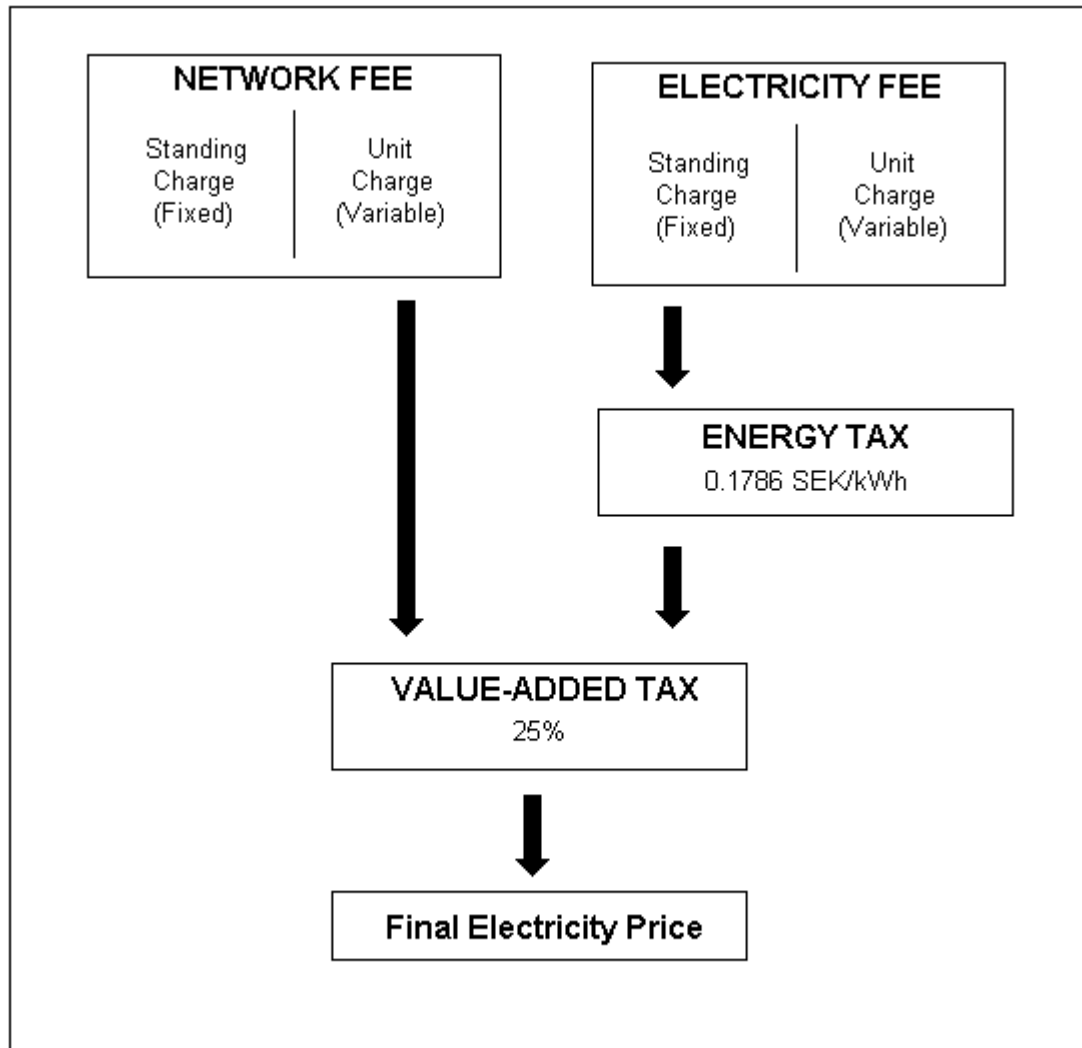 NETWORK FEE
Standing
Charge
(Fixed)
Unit
Charge
(Variable)
ELECTRICITY FEE
Standing
Charge
(Fixed)
Unit
Charge
(Variable)
ENERGY TAX
0.1786 SEK/kWh
VALUE-ADDED TAX
25%
Final Electricity Price